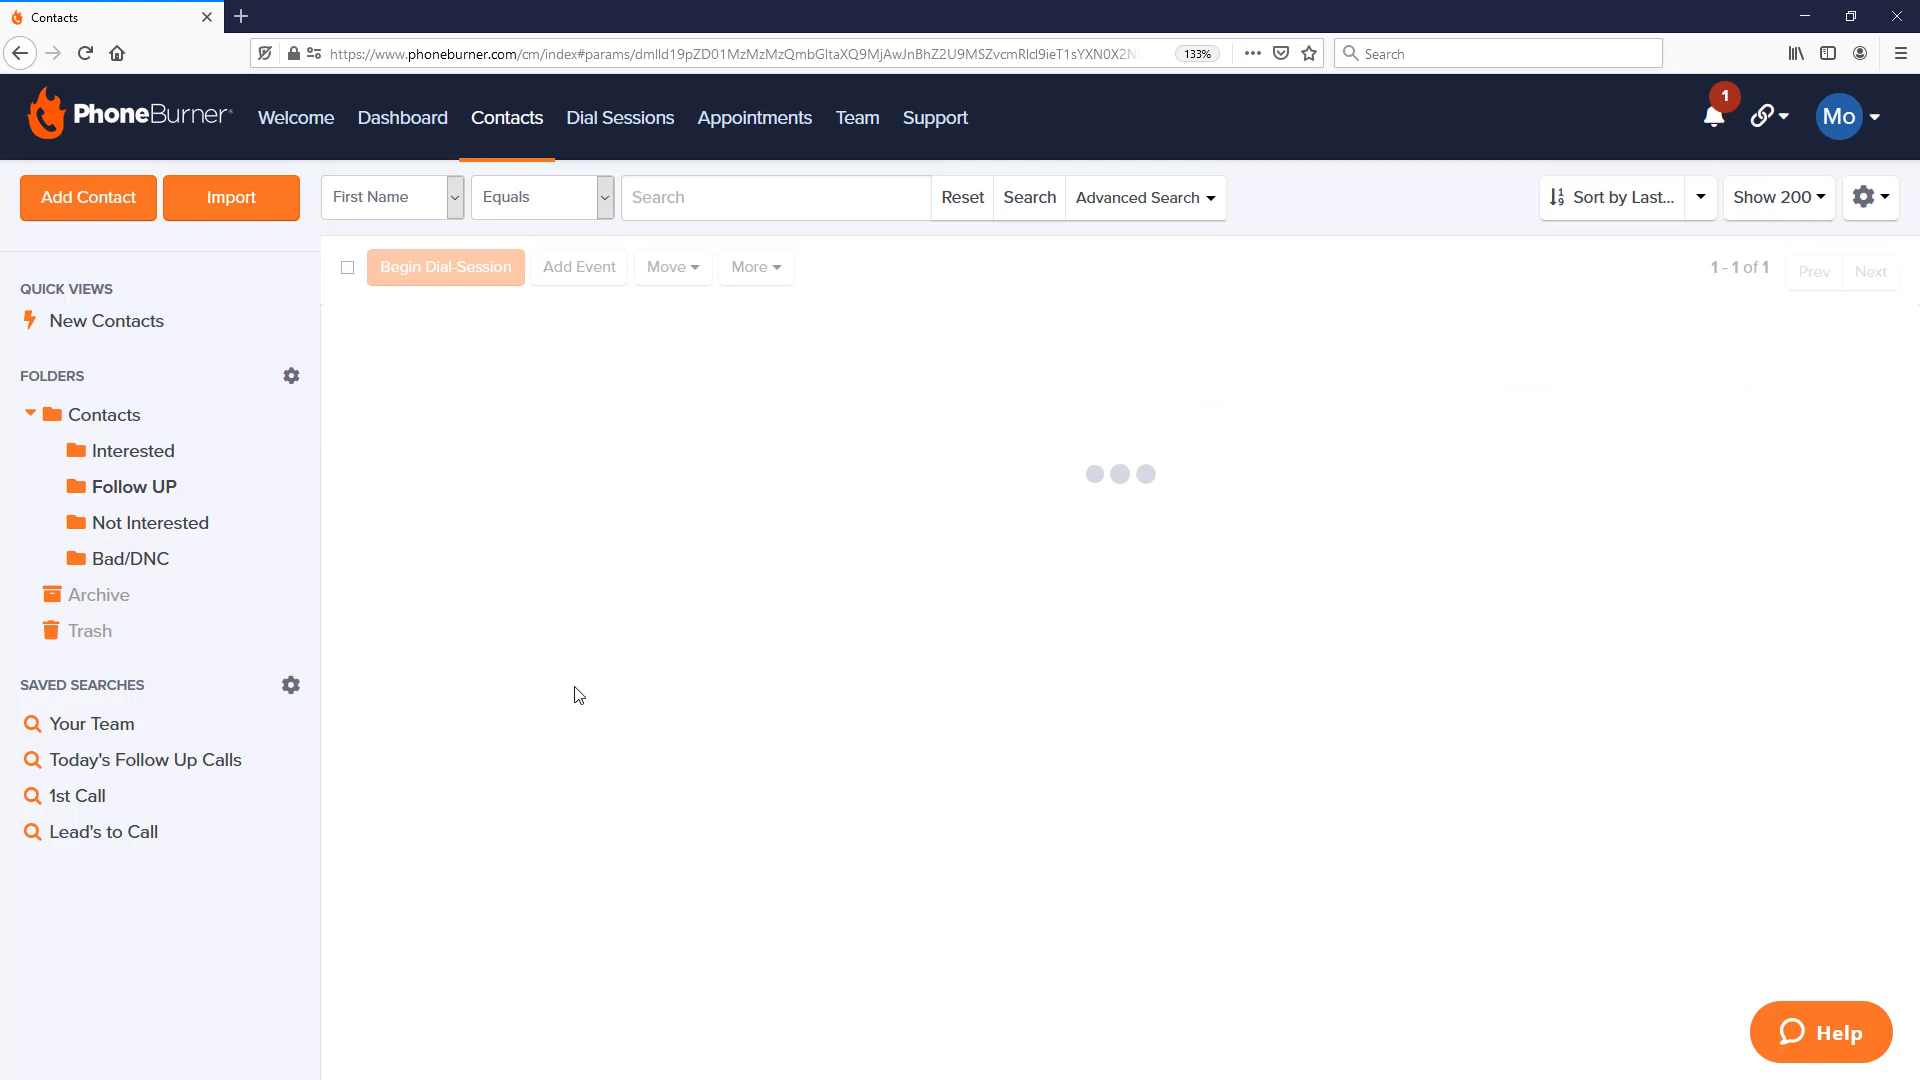 Contacts
https://www.phoneburner.com/cm/index#params/dmlld19pZD01MzMzMzQmbGltaXQ9MjAwJnBhZ2U9MSZvcmRlcl9ieT1sYXN0X2N
133%
Search
PhoneBurner
Welcome
Dashboard
Contacts
Dial Sessions
Appointments
Team
Support
1
Mo
Add Contact
Import
First Name
Equals
Search
Reset
Search
Advanced Search
Sort by Last...
Show 200
Begin Dial-Session
Add Event
Move
More
1 - 1 of 1
Prev
Next
QUICK VIEWS
New Contacts
FOLDERS
Contacts
Interested
Follow UP
Not Interested
Bad/DNC
Archive
Trash
SAVED SEARCHES
Your Team
Today's Follow Up Calls
1st Call
Lead's to Call
Help